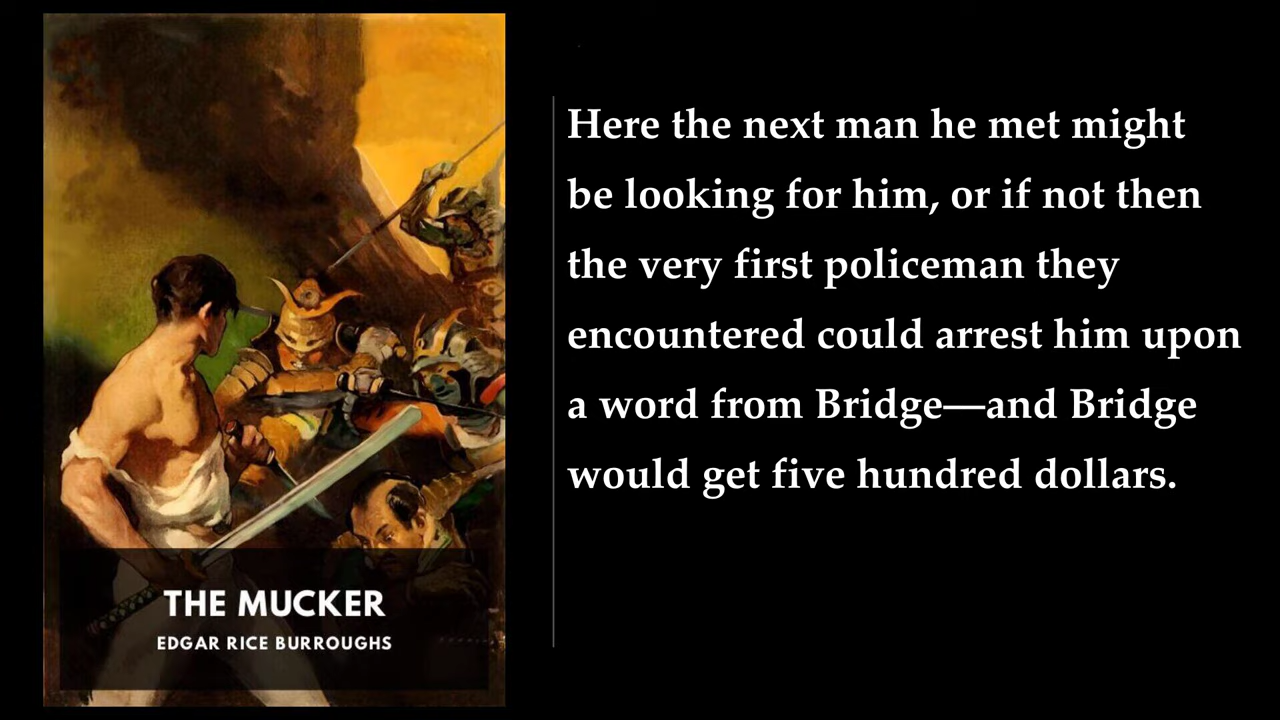 THE MUCKER
EDGAR RICE BURROUGHS
Here the next man he met might
be looking for him, or if not then
the very first policeman they
encountered could arrest him upon
a word from Bridge—and Bridge
would get five hundred dollars.